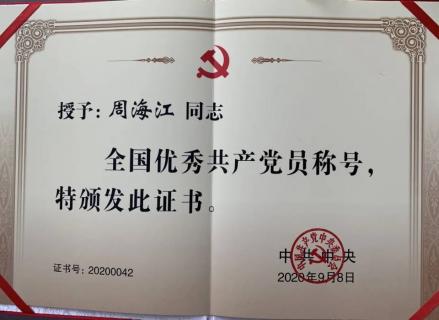 授予：周海江 同志
全国优秀共产党员称号，
特颁发此证书。
中共中央
2020年9月8日
证书号：20200042